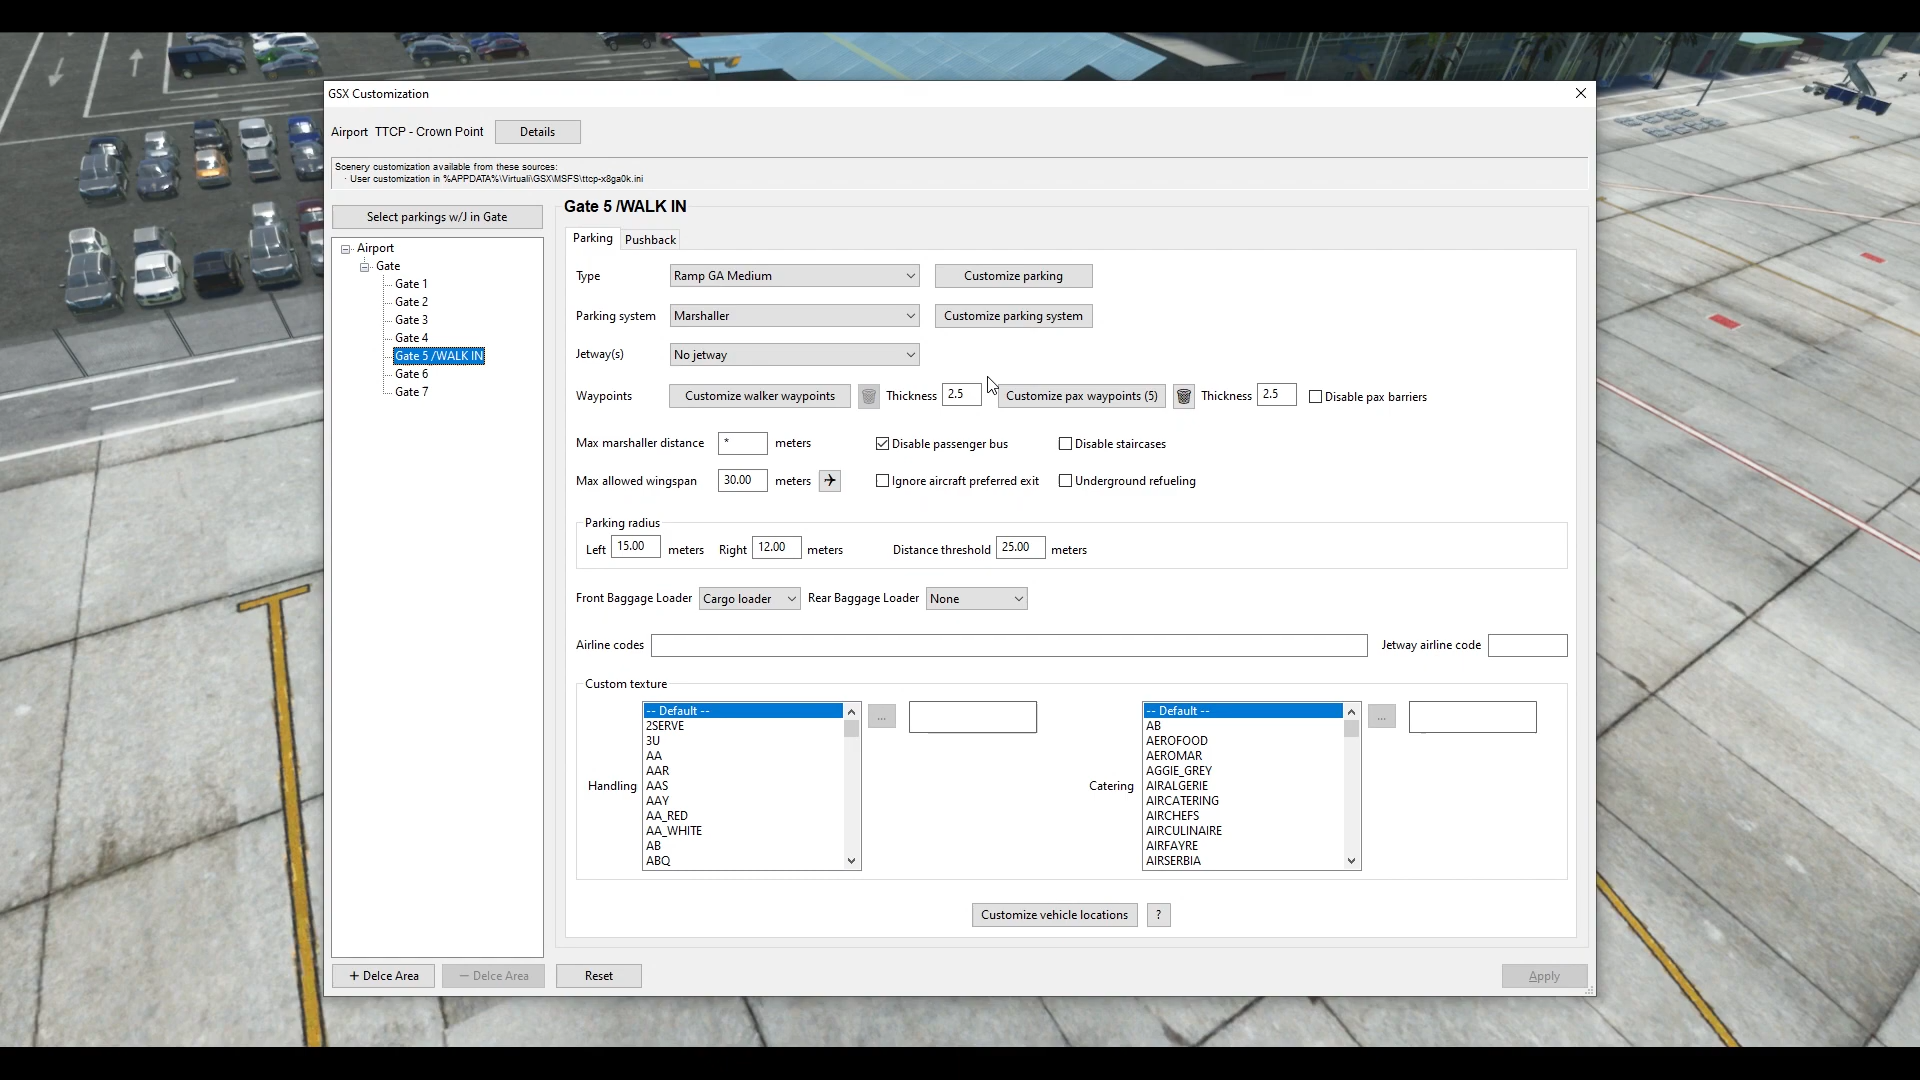 GSX Customization
Airport TTCP - Crown Point Details
Scenery customization available from these sources:
· User customization in %APPDATA%\Virtuali\GSX\MSFS\ttcp-x8ga0k.ini
Select parkings w/J in Gate
Airport
Gate
Gate 1
Gate 2
Gate 3
Gate 4
Gate 5 /WALK IN
Gate 6
Gate 7
Gate 5 /WALK IN
Parking Pushback
Type Ramp GA Medium Customize parking
Parking system Marshaller Customize parking system
Jetway(s) No jetway
Waypoints Customize walker waypoints Thickness 2.5 Customize pax waypoints (5) Thickness 2.5 Disable pax barriers
Max marshaller distance * meters Disable passenger bus Disable staircases
Max allowed wingspan 30.00 meters Ignore aircraft preferred exit Underground refueling
Parking radius
Left 15.00 meters Right 12.00 meters Distance threshold 25.00 meters
Front Baggage Loader Cargo loader Rear Baggage Loader None
Airline codes Jetway airline code
Custom texture
Handling
-- Default --
2SERVE
3U
AA
AAR
AAS
AAY
AA_RED
AA_WHITE
AB
ABQ
...
Catering
-- Default --
AB
AEROFOOD
AEROMAR
AGGIE_GREY
AIRALGERIE
AIRCATERING
AIRCHEFS
AIRCULINAIRE
AIRFAYRE
AIRSERBIA
...
Customize vehicle locations ?
+ DeIce Area − DeIce Area Reset Apply